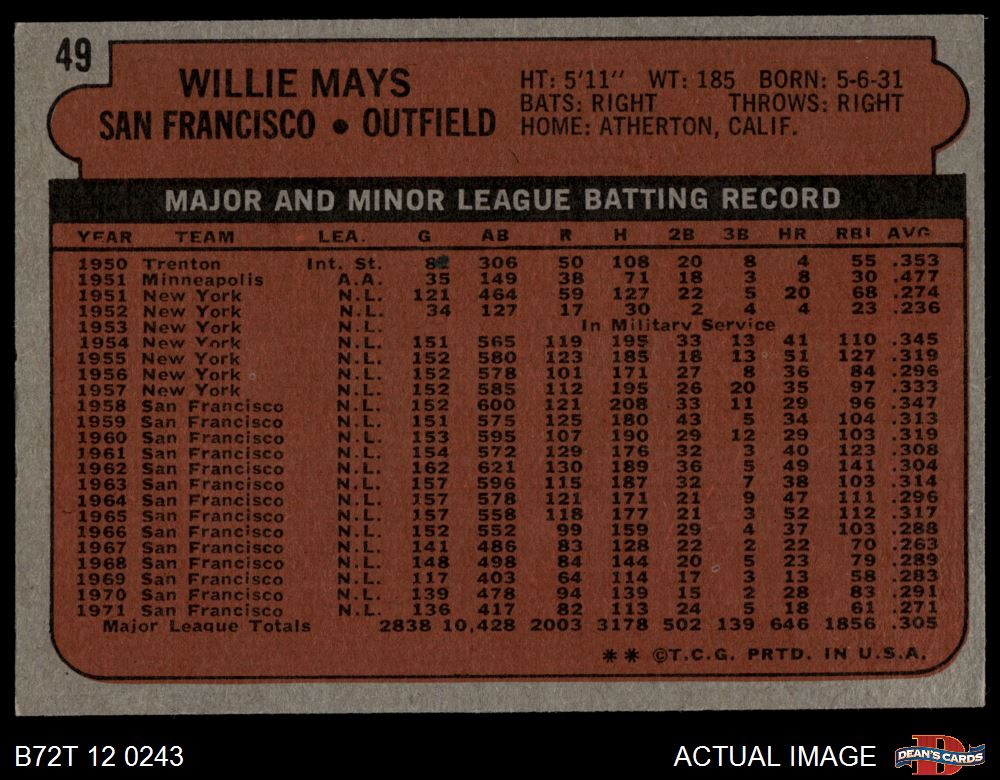 49
WILLIE MAYS
SAN FRANCISCO • OUTFIELD
HT: 5'11" WT: 185 BORN: 5-6-31
BATS: RIGHT THROWS: RIGHT
HOME: ATHERTON, CALIF.
MAJOR AND MINOR LEAGUE BATTING RECORD
YEAR TEAM LEA. G AB R H 2B 3B HR RBI AVG
1950 Trenton Int. St. 306 50 108 20 8 4 55 .353
1951 Minneapolis A.A. 35 149 38 71 18 3 8 30 .477
1951 New York N.L. 121 464 59 127 22 5 20 68 .274
1952 New York N.L. 34 127 17 30 2 4 4 23 .236
1953 New York N.L. In Military Service
1954 New York N.L. 151 565 119 195 33 13 41 110 .345
1955 New York N.L. 152 580 123 185 18 13 51 127 .319
1956 New York N.L. 152 578 101 171 27 8 36 84 .296
1957 New York N.L. 152 585 112 195 26 20 35 97 .333
1958 San Francisco N.L. 152 600 121 208 33 11 29 96 .347
1959 San Francisco N.L. 151 575 125 180 43 5 34 104 .313
1960 San Francisco N.L. 153 595 107 190 29 12 29 103 .319
1961 San Francisco N.L. 154 572 129 176 32 3 40 123 .308
1962 San Francisco N.L. 162 621 130 189 36 5 49 141 .304
1963 San Francisco N.L. 157 596 115 187 32 7 38 103 .314
1964 San Francisco N.L. 157 578 121 171 21 9 47 111 .296
1965 San Francisco N.L. 157 558 118 177 21 3 52 112 .317
1966 San Francisco N.L. 152 552 99 159 29 4 37 103 .288
1967 San Francisco N.L. 141 486 83 128 22 2 22 70 .263
1968 San Francisco N.L. 148 498 84 144 20 5 23 79 .289
1969 San Francisco N.L. 117 403 64 114 17 3 13 58 .283
1970 San Francisco N.L. 139 478 94 139 15 2 28 83 .291
1971 San Francisco N.L. 136 417 82 113 24 5 18 61 .271
Major League Totals 2838 10,428 2003 3178 502 139 646 1856 .305
** ©T.C.G. PRTD. IN U.S.A.
B72T 12 0243
ACTUAL IMAGE
DEAN'S CARDS